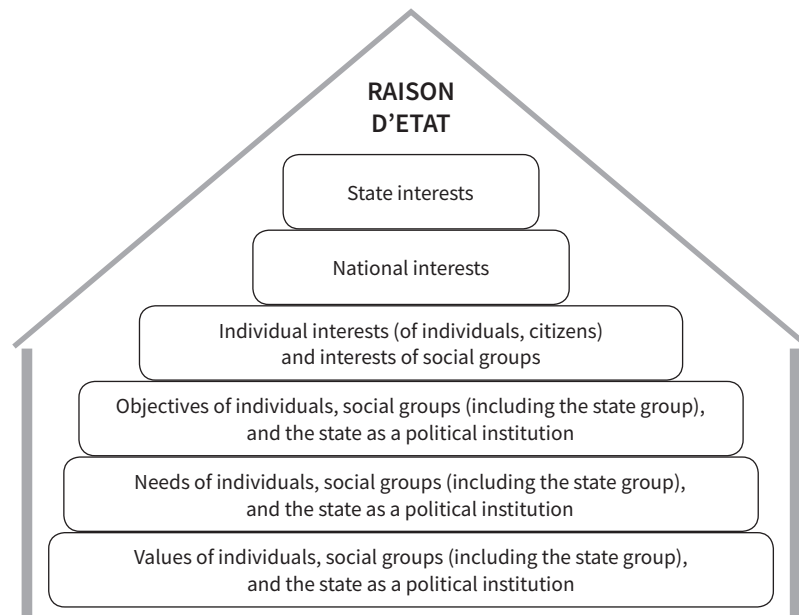 RAISON
D’ETAT
State interests
National interests
Individual interests (of individuals, citizens)
and interests of social groups
Objectives of individuals, social groups (including the state group),
and the state as a political institution
Needs of individuals, social groups (including the state group),
and the state as a political institution
Values of individuals, social groups (including the state group),
and the state as a political institution